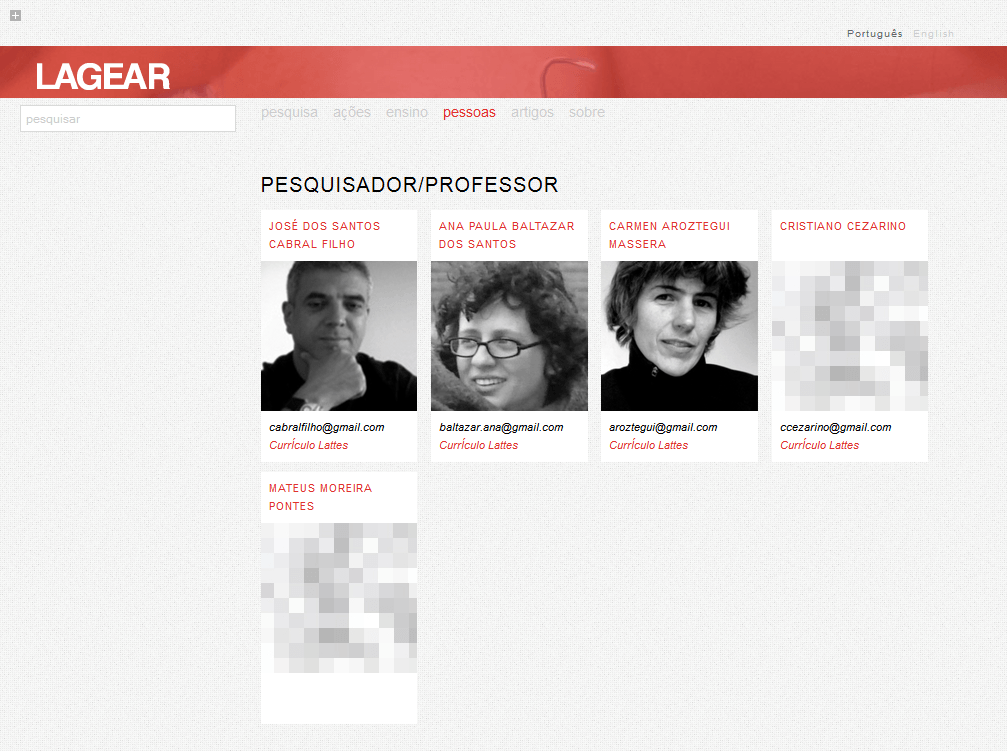 Português English
LAGEAR
pesquisar
pesquisa ações ensino pessoas artigos sobre
PESQUISADOR/PROFESSOR
JOSÉ DOS SANTOS
CABRAL FILHO
cabralfilho@gmail.com
CurrÍculo Lattes
ANA PAULA BALTAZAR
DOS SANTOS
baltazar.ana@gmail.com
CurrÍculo Lattes
CARMEN AROZTEGUI
MASSERA
aroztegui@gmail.com
CurrÍculo Lattes
CRISTIANO CEZARINO
ccezarino@gmail.com
CurrÍculo Lattes
MATEUS MOREIRA
PONTES